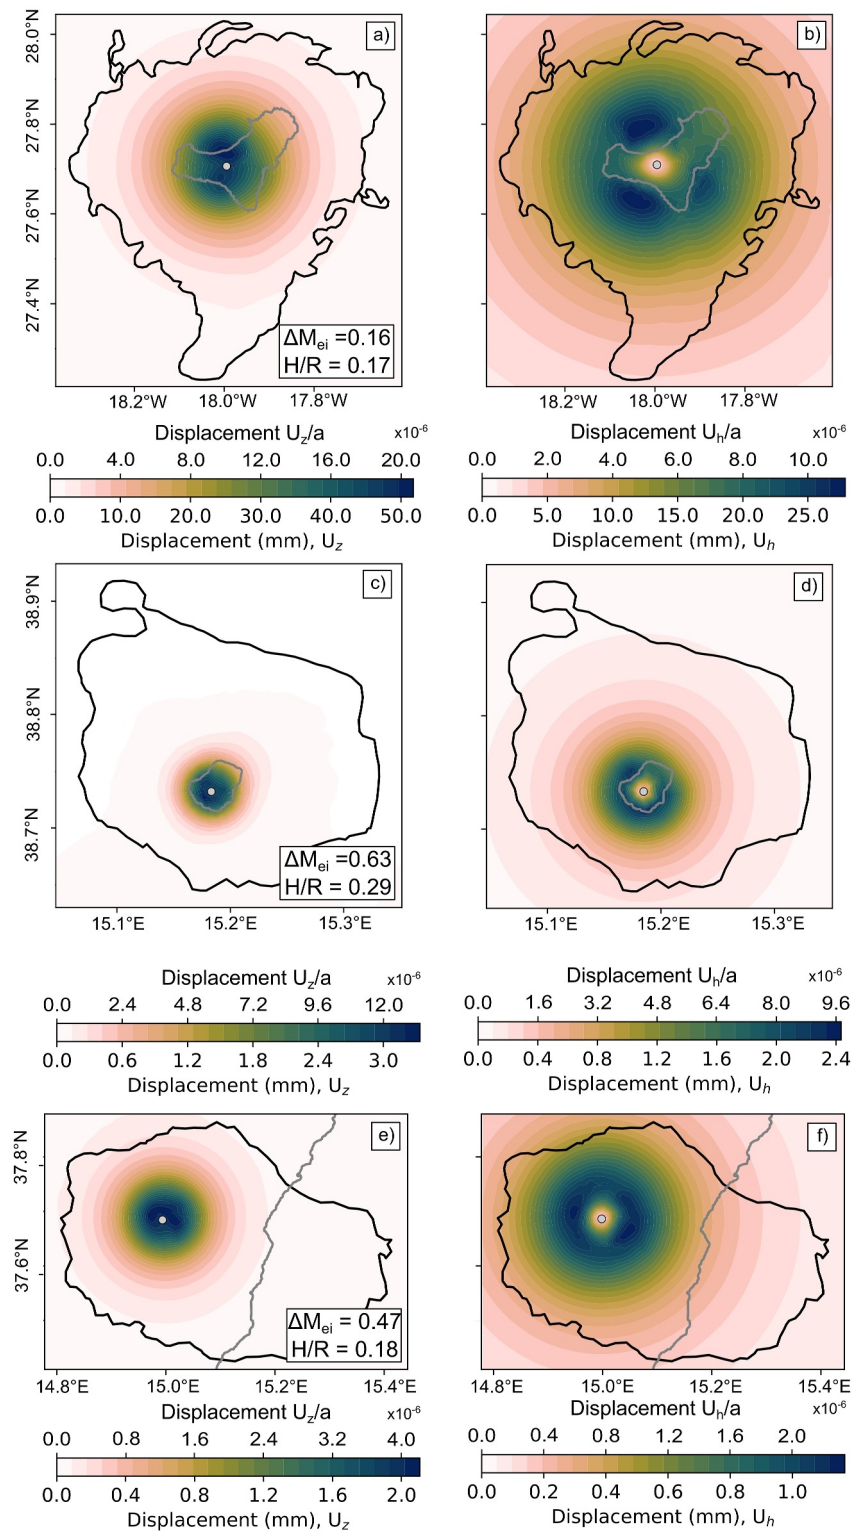 a) b)
28.0°N
27.8°N
27.6°N
27.4°N
ΔMei =0.16
H/R = 0.17
18.2°W 18.0°W 17.8°W 18.2°W 18.0°W 17.8°W
Displacement Uz/a x10-6 Displacement Uh/a x10-6
0.0 4.0 8.0 12.0 16.0 20.0 0.0 2.0 4.0 6.0 8.0 10.0
0.0 10.0 20.0 30.0 40.0 50.0 0.0 5.0 10.0 15.0 20.0 25.0
Displacement (mm), Uz Displacement (mm), Uh
c) d)
38.9°N
38.8°N
38.7°N
ΔMei =0.63
H/R = 0.29
15.1°E 15.2°E 15.3°E 15.1°E 15.2°E 15.3°E
Displacement Uz/a x10-6 Displacement Uh/a x10-6
0.0 2.4 4.8 7.2 9.6 12.0 0.0 1.6 3.2 4.8 6.4 8.0 9.6
0.0 0.6 1.2 1.8 2.4 3.0 0.0 0.4 0.8 1.2 1.6 2.0 2.4
Displacement (mm), Uz Displacement (mm), Uh
e) f)
37.8°N
37.6°N
ΔMei = 0.47
H/R = 0.18
14.8°E 15.0°E 15.2°E 15.4°E 14.8°E 15.0°E 15.2°E 15.4°E
Displacement Uz/a x10-6 Displacement Uh/a x10-6
0.0 0.8 1.6 2.4 3.2 4.0 0.0 0.4 0.8 1.2 1.6 2.0
0.0 0.4 0.8 1.2 1.6 2.0 0.0 0.2 0.4 0.6 0.8 1.0
Displacement (mm), Uz Displacement (mm), Uh